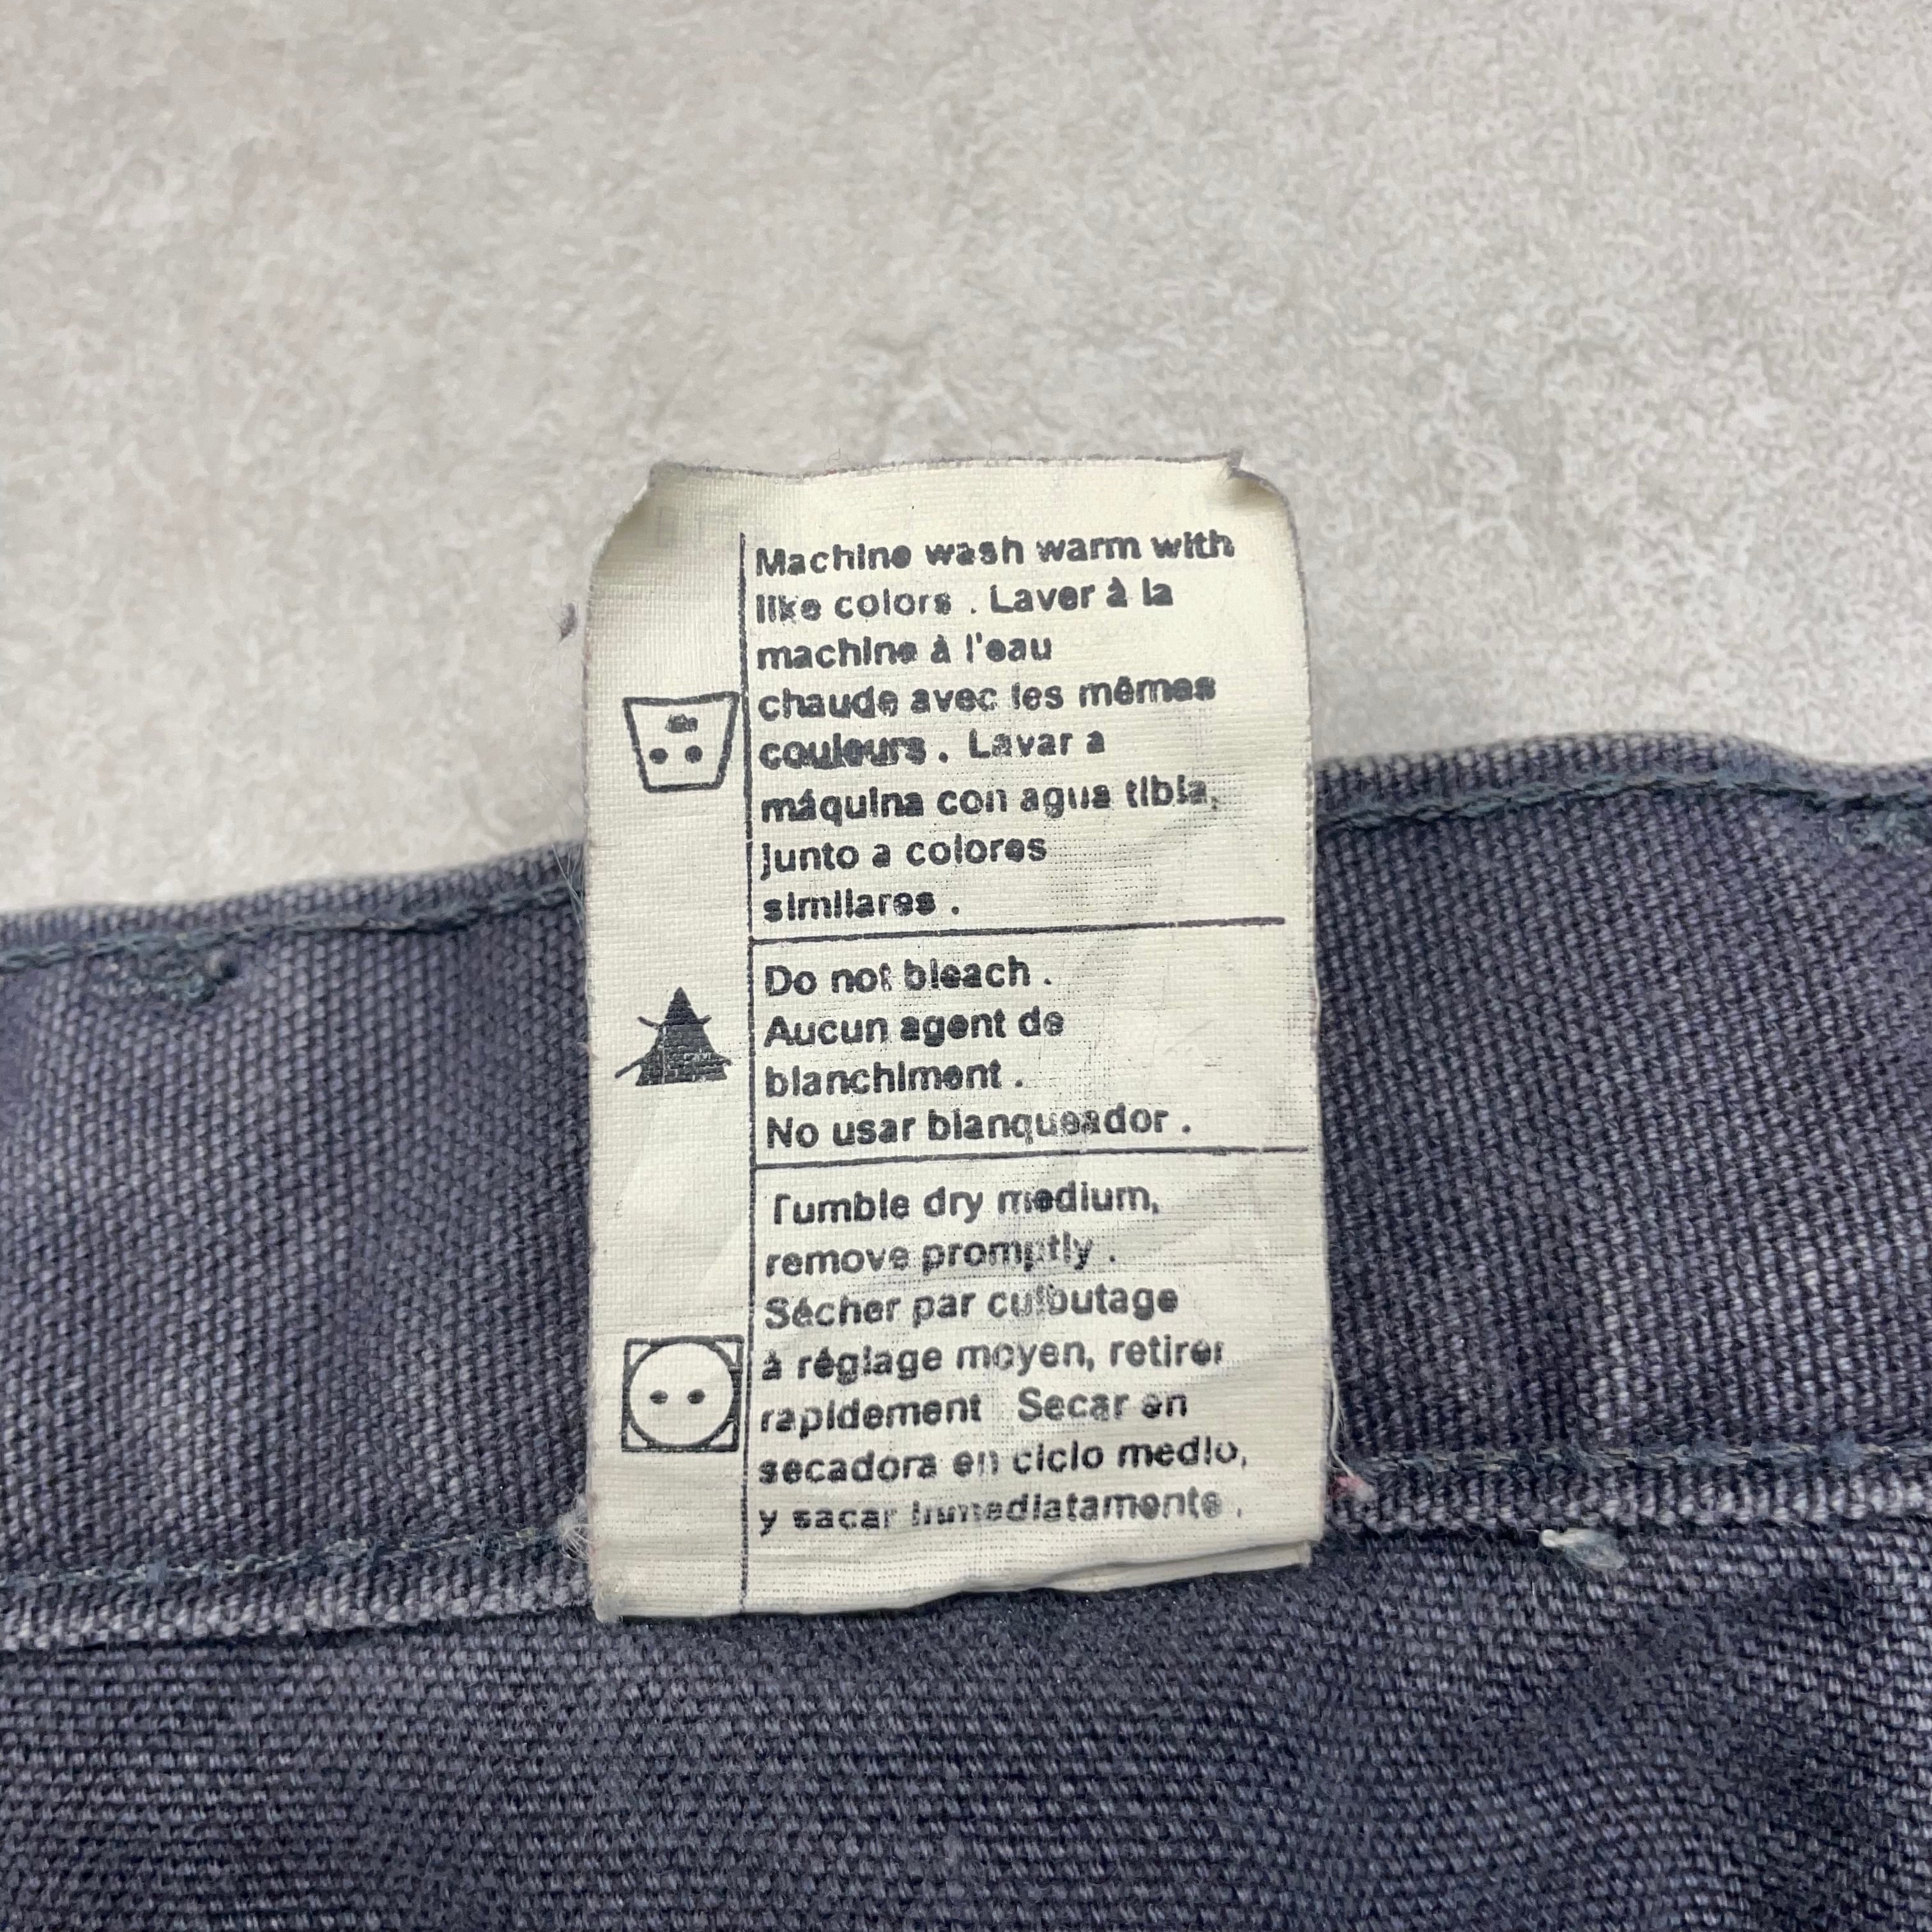 Machine wash warm with
like colors . Laver à la
machine à l'eau
chaude avec les mêmes
couleurs . Lavar a
máquina con agua tibia,
junto a colores
similares .
Do not bleach .
Aucun agent de
blanchiment .
No usar blanqueador .
Tumble dry medium,
remove promptly .
Sécher par culbutage
à réglage moyen, retirer
rapidement Secar en
secadora en ciclo medio,
y sacar immediatamente .